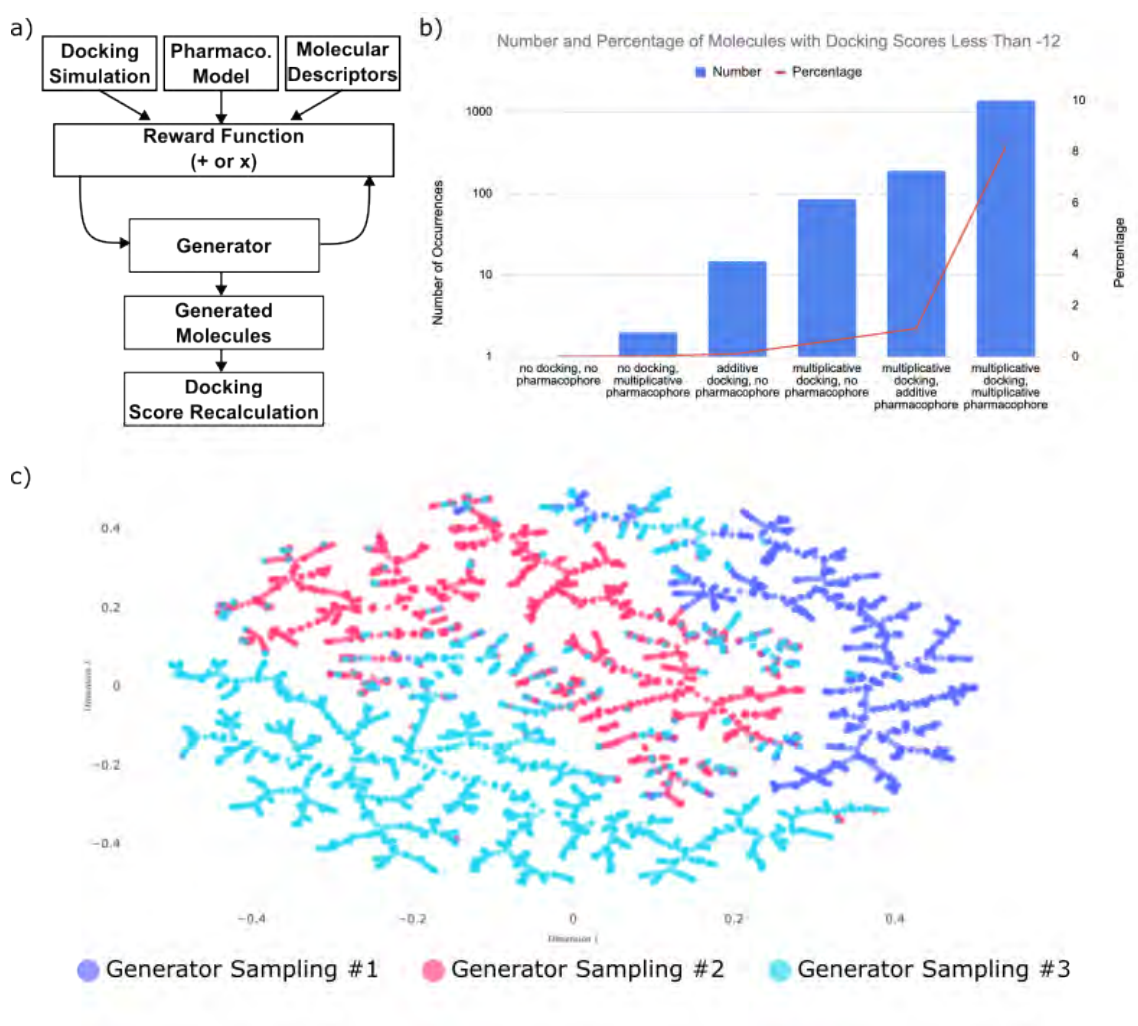 a)
Docking
Simulation
Pharmaco.
Model
Molecular
Descriptors
Reward Function
(+ or x)
Generator
Generated
Molecules
Docking
Score Recalculation
b)
Number and Percentage of Molecules with Docking Scores Less Than -12
Number
Percentage
Number of Occurrences
1000
100
10
1
10
8
6
4
2
0
Percentage
no docking, no
pharmacophore
no docking,
multiplicative
pharmacophore
additive
docking, no
pharmacophore
multiplicative
docking, no
pharmacophore
multiplicative
docking,
additive
pharmacophore
multiplicative
docking,
multiplicative
pharmacophore
c)
0.4
0.2
0
−0.2
−0.4
−0.4
−0.2
0
0.2
0.4
Generator Sampling #1
Generator Sampling #2
Generator Sampling #3